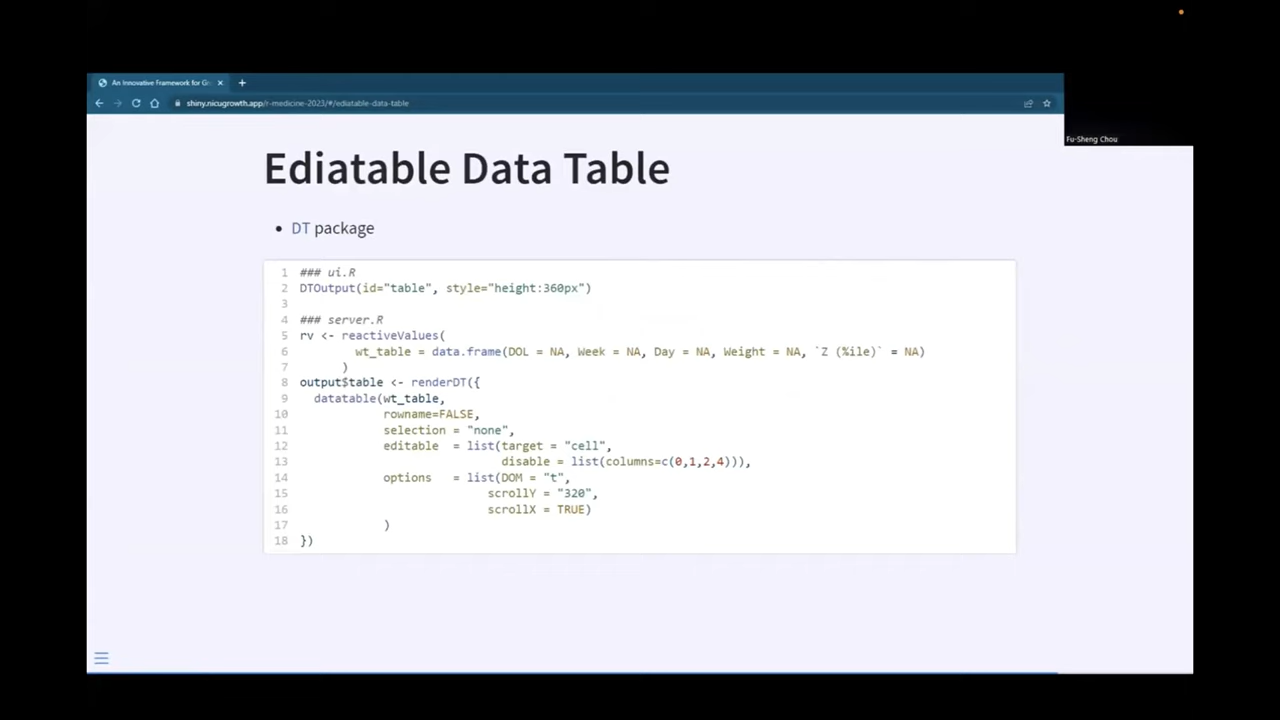 An Innovative Framework for Gr
shiny.nicugrowth.app/r-medicine-2023/#/ediatable-data-table
Fu-Sheng Chou
Ediatable Data Table
• DT package
1 ### ui.R
2 DTOutput(id="table", style="height:360px")
3
4 ### server.R
5 rv <- reactiveValues(
6 wt_table = data.frame(DOL = NA, Week = NA, Day = NA, Weight = NA, `Z (%ile)` = NA)
7 )
8 output$table <- renderDT({
9 datatable(wt_table,
10 rowname=FALSE,
11 selection = "none",
12 editable = list(target = "cell",
13 disable = list(columns=c(0,1,2,4))),
14 options = list(DOM = "t",
15 scrollY = "320",
16 scrollX = TRUE)
17 )
18 })